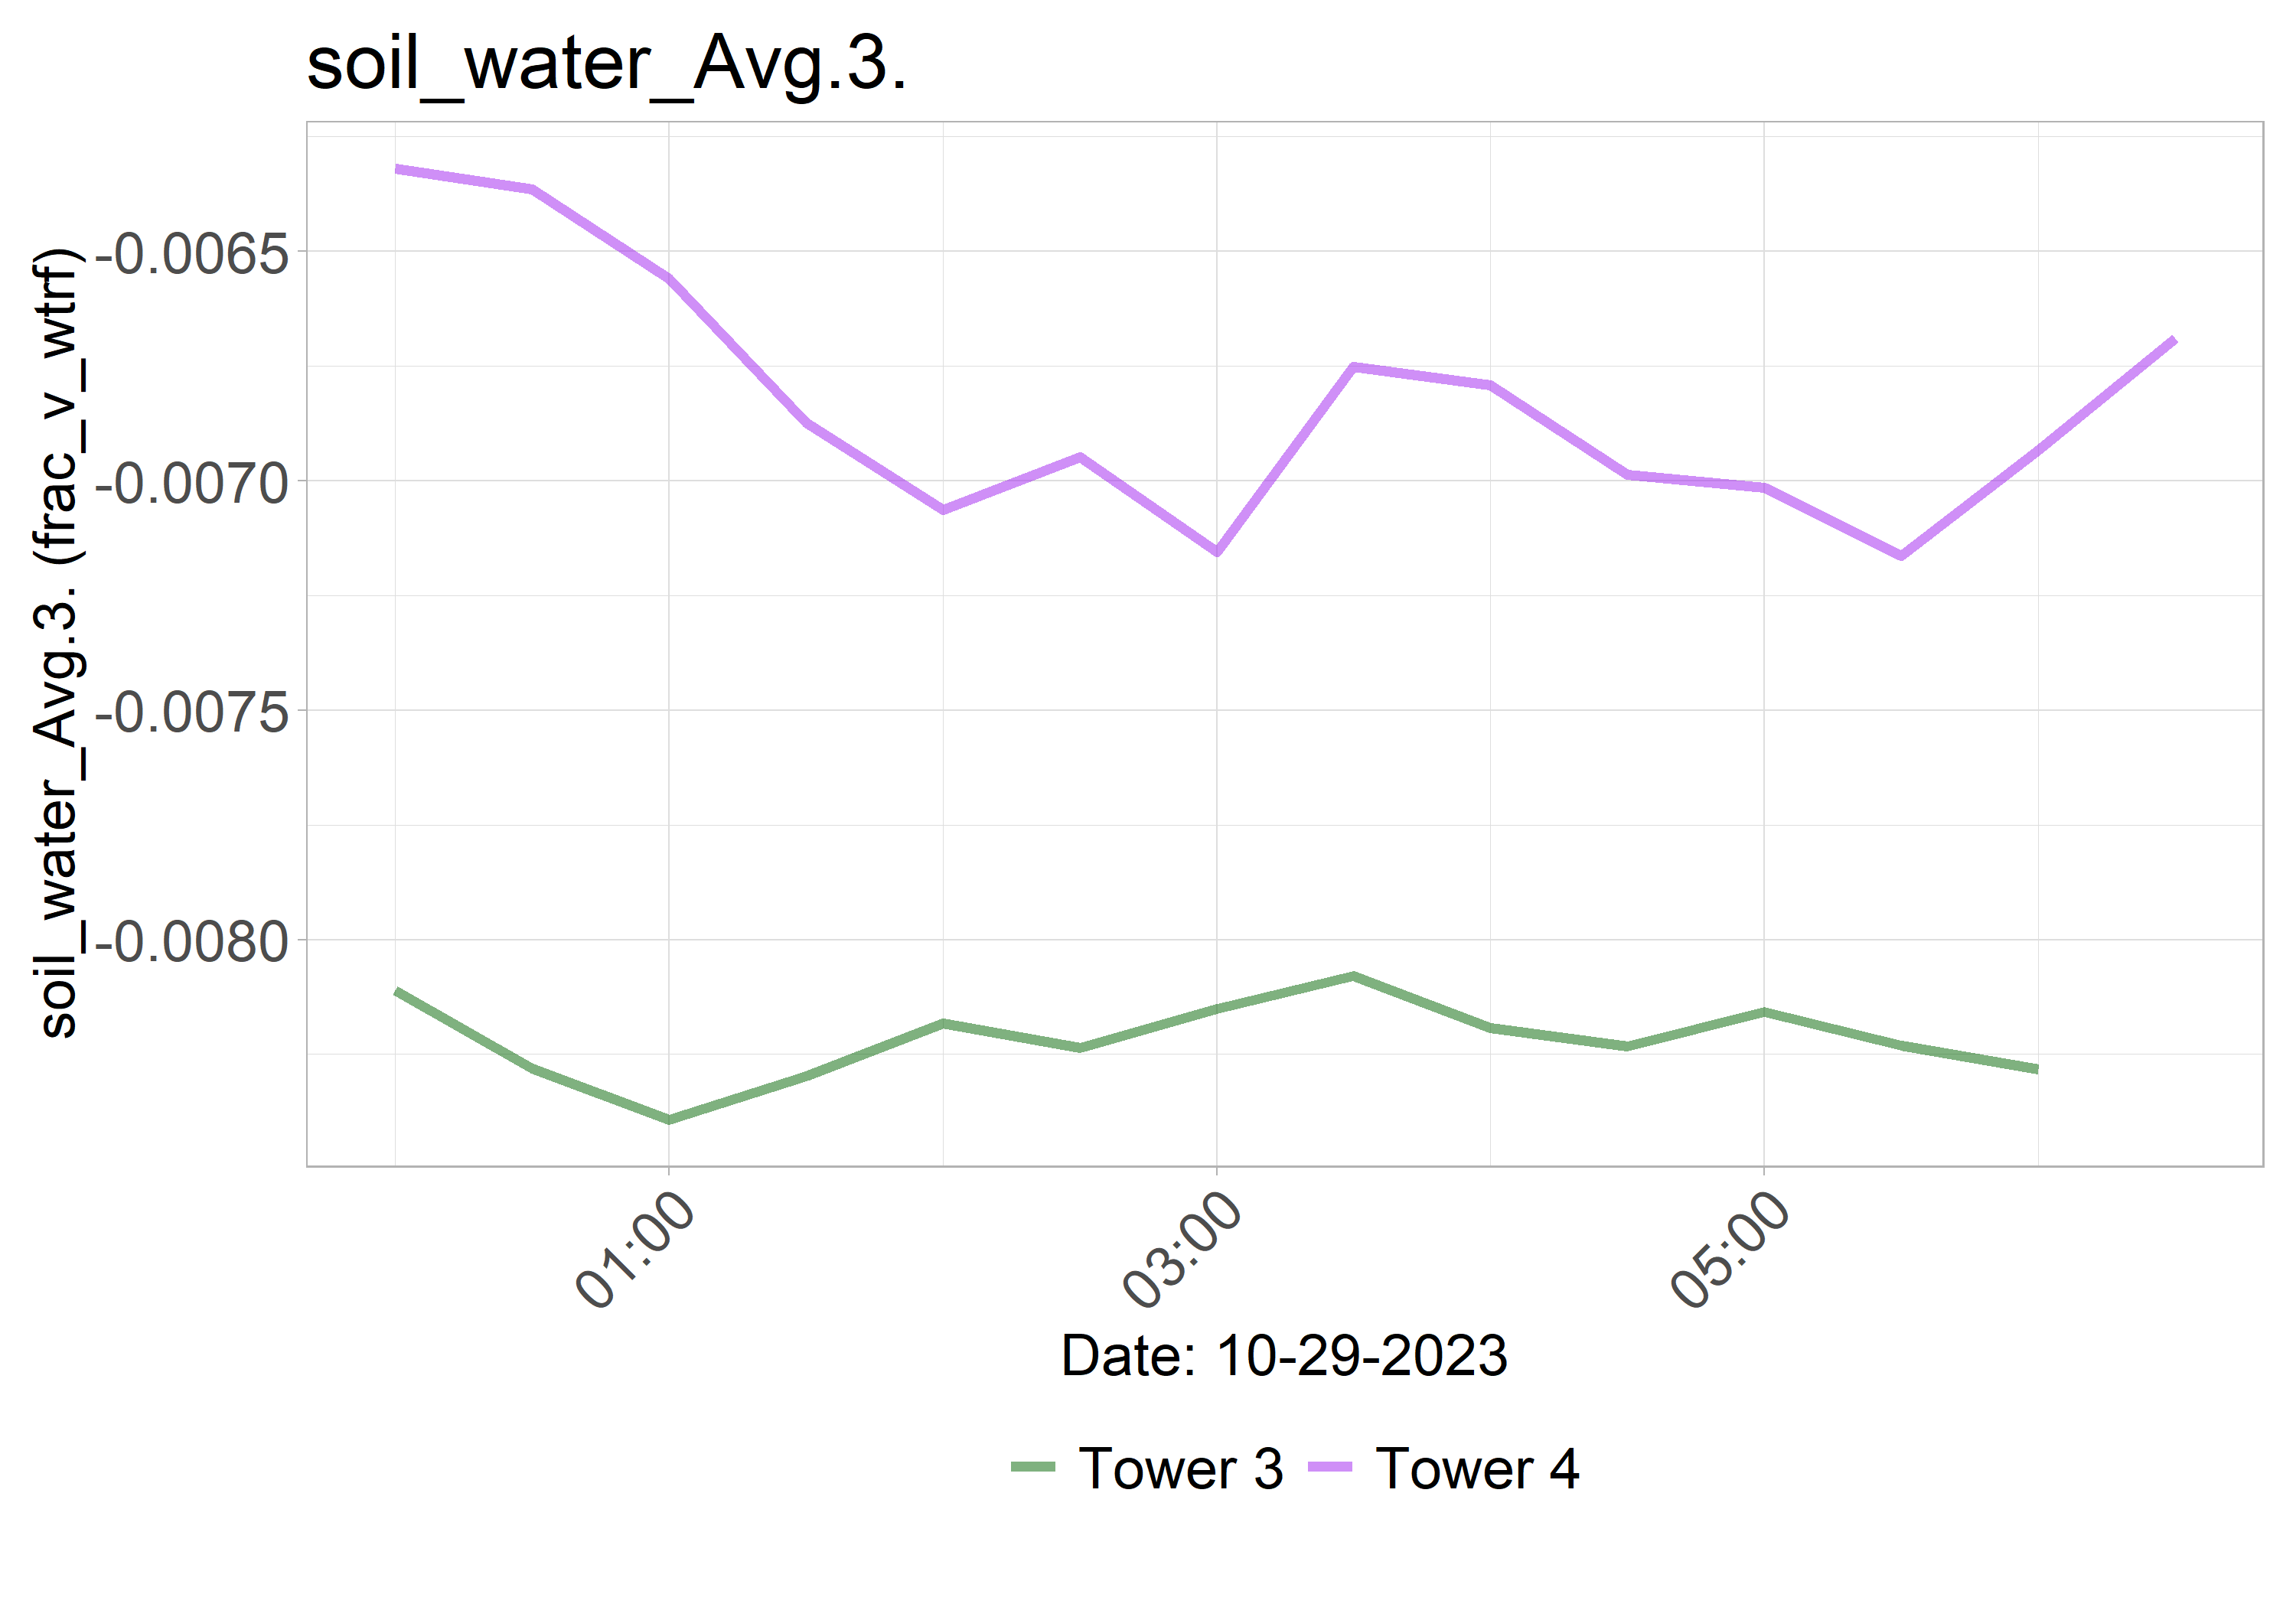 soil_water_Avg.3.
soil_water_Avg.3. (frac_v_wtrf)
-0.0065
-0.0070
-0.0075
-0.0080
01:00
03:00
05:00
Date: 10-29-2023
Tower 3
Tower 4